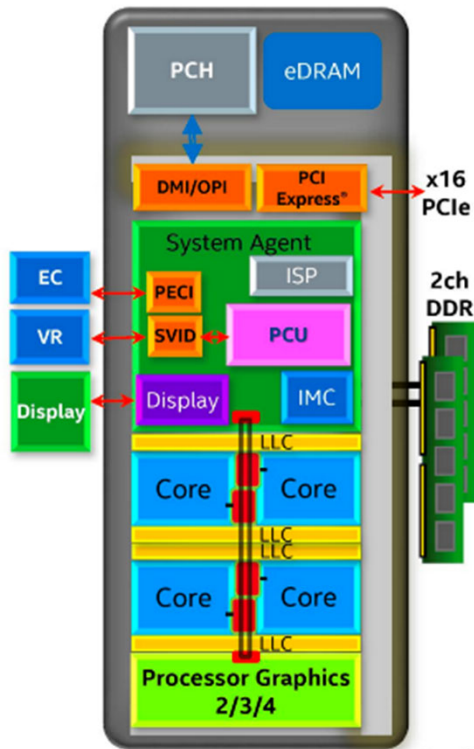 PCH
eDRAM
DMI/OPI
PCI
Express®
x16
PCIe
System Agent
EC
PECI
ISP
2ch
DDR
VR
SVID
PCU
Display
Display
IMC
LLC
Core
Core
LLC
LLC
Core
Core
LLC
Processor Graphics
2/3/4